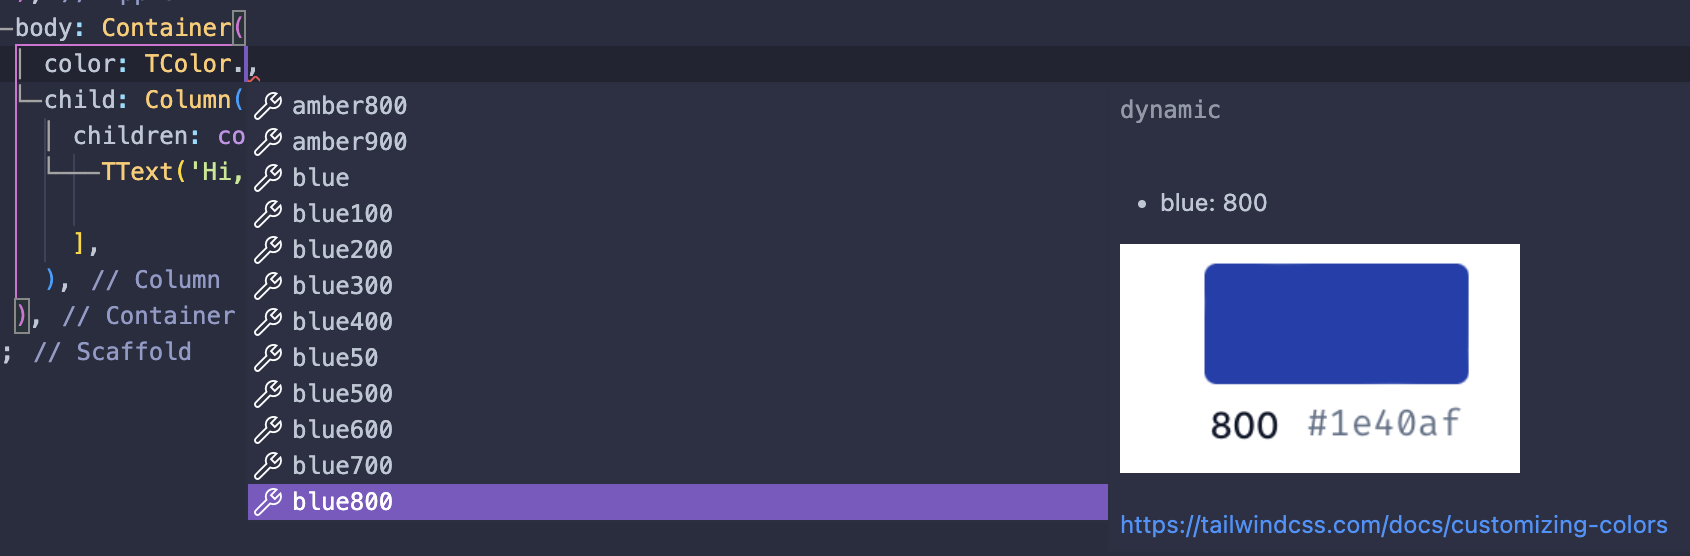 body: Container(
color: TColor.,
child: Column(
children: co
TText('Hi,
],
), // Column
), // Container
; // Scaffold
amber800
amber900
blue
blue100
blue200
blue300
blue400
blue50
blue500
blue600
blue700
blue800
dynamic
• blue: 800
800 #1e40af
https://tailwindcss.com/docs/customizing-colors